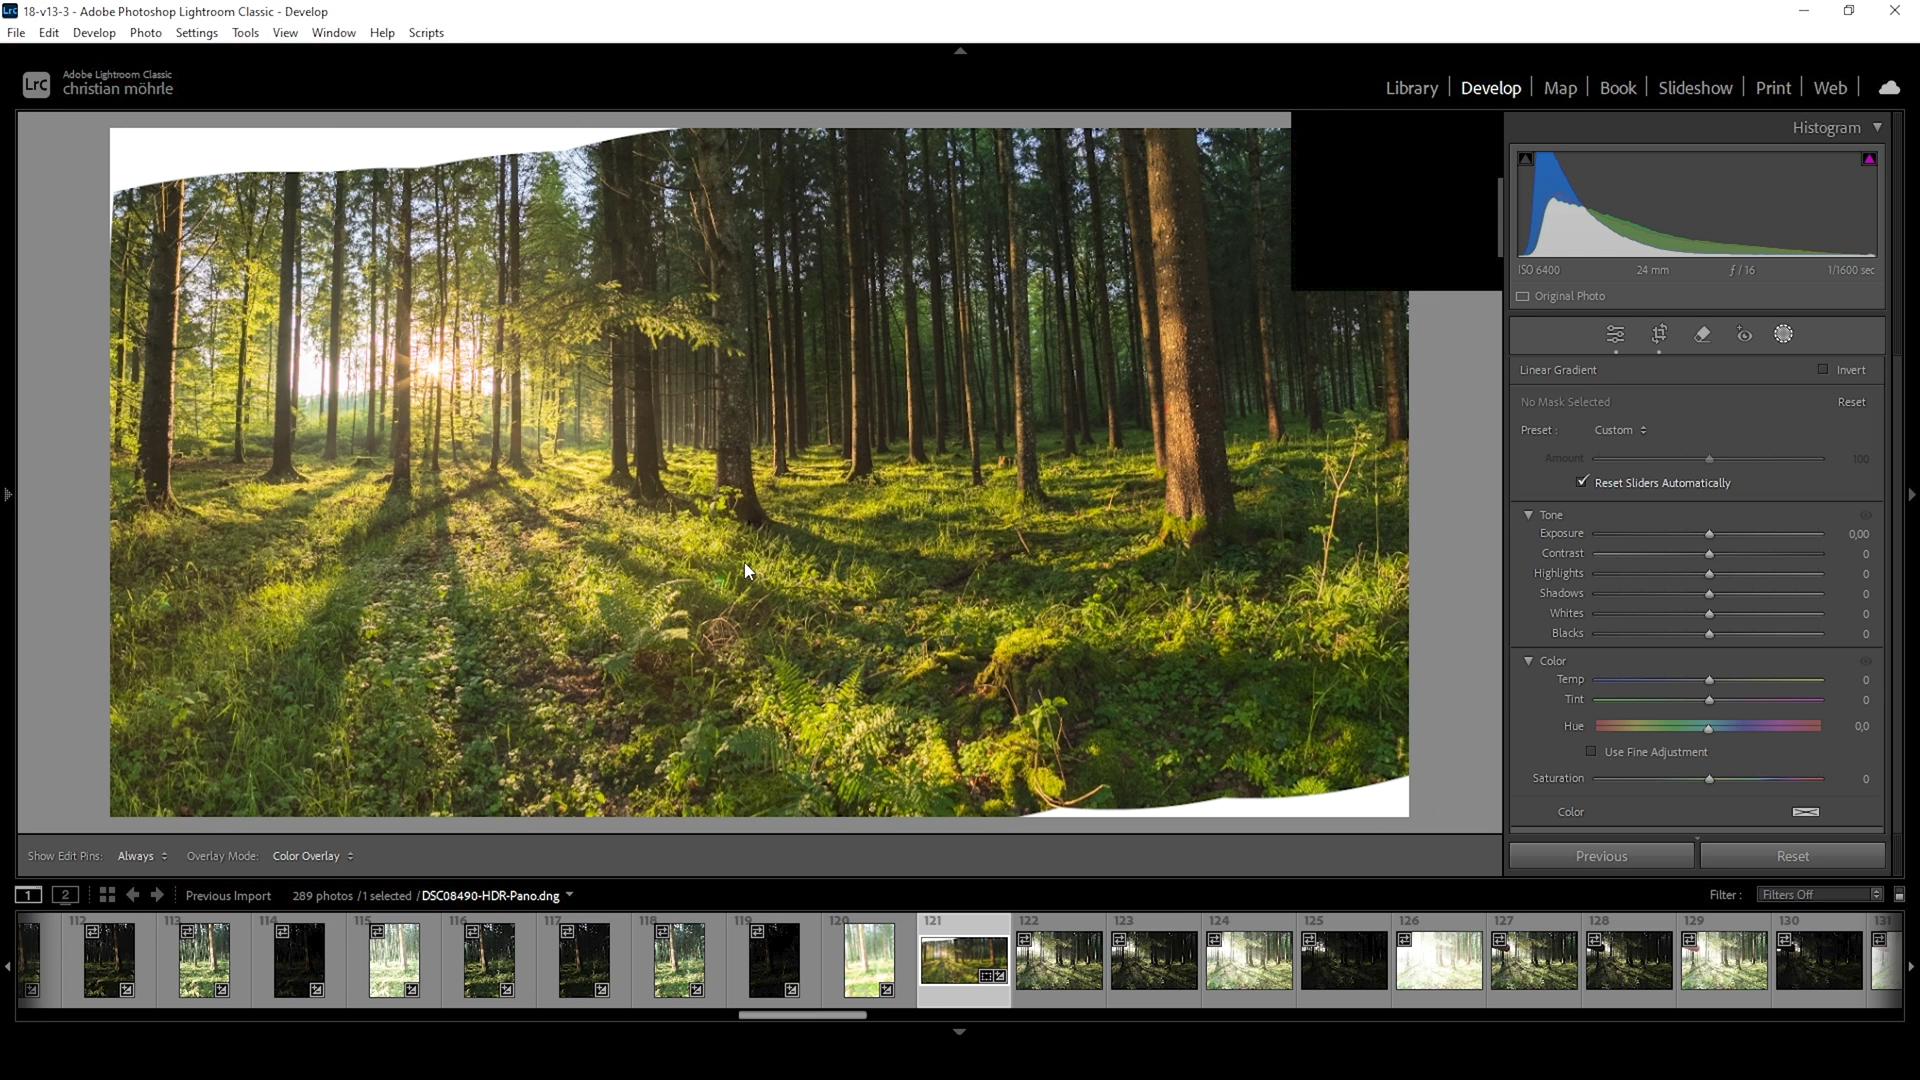 Lrc 18-v13-3 - Adobe Photoshop Lightroom Classic - Develop
File Edit Develop Photo Settings Tools View Window Help Scripts
Lrc
Adobe Lightroom Classic
christian möhrle
Library Develop Map Book Slideshow Print Web
Histogram
ISO 6400 24 mm ƒ / 16 1/1600 sec
Original Photo
Linear Gradient Invert
No Mask Selected Reset
Preset : Custom
Amount 100
Reset Sliders Automatically
Tone
Exposure 0,00
Contrast 0
Highlights 0
Shadows 0
Whites 0
Blacks 0
Color
Temp 0
Tint 0
Hue 0,0
Use Fine Adjustment
Saturation 0
Color
Previous Reset
Show Edit Pins: Always Overlay Mode: Color Overlay
1 2 Previous Import 289 photos / 1 selected / DSC08490-HDR-Pano.dng Filter : Filters Off
112 113 114 115 116 117 118 119 120 121 122 123 124 125 126 127 128 129 130 131